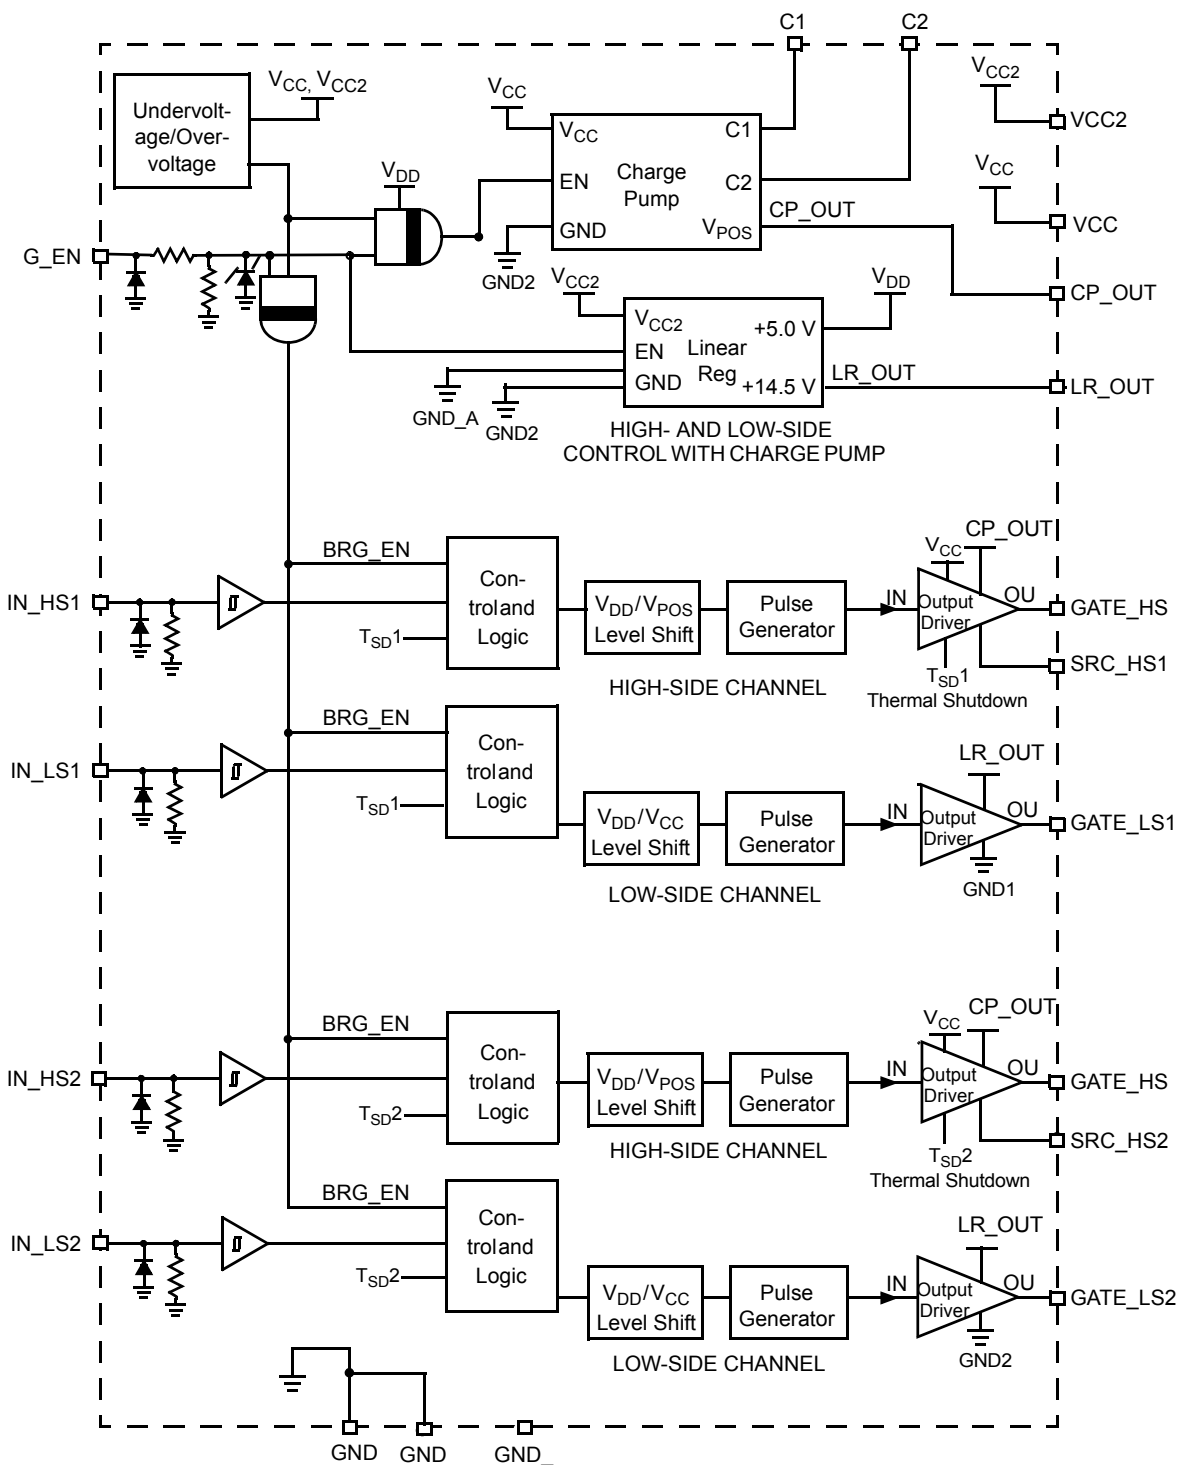 C1
C2
VCC, VCC2
VCC
VCC2
Undervolt-
age/Over-
voltage
VCC
C1
VCC2
VCC
VDD
EN
Charge
Pump
C2
CP_OUT
GND
VPOS
VCC
G_EN
GND2
VCC2
VDD
CP_OUT
VCC2
+5.0 V
EN
Linear
Reg
GND
+14.5 V
LR_OUT
LR_OUT
GND_A
GND2
HIGH- AND LOW-SIDE
CONTROL WITH CHARGE PUMP
CP_OUT
VCC
BRG_EN
IN_HS1
Con-
troland
Logic
TSD1
VDD/VPOS
Level Shift
Pulse
Generator
IN
Output
Driver
OU
GATE_HS
SRC_HS1
TSD1
Thermal Shutdown
HIGH-SIDE CHANNEL
BRG_EN
IN_LS1
Con-
troland
Logic
TSD1
LR_OUT
VDD/VCC
Level Shift
Pulse
Generator
IN
Output
Driver
OU
GATE_LS1
GND1
LOW-SIDE CHANNEL
CP_OUT
VCC
BRG_EN
IN_HS2
Con-
troland
Logic
TSD2
VDD/VPOS
Level Shift
Pulse
Generator
IN
Output
Driver
OU
GATE_HS
SRC_HS2
TSD2
Thermal Shutdown
HIGH-SIDE CHANNEL
BRG_EN
IN_LS2
Con-
troland
Logic
TSD2
LR_OUT
VDD/VCC
Level Shift
Pulse
Generator
IN
Output
Driver
OU
GATE_LS2
GND2
LOW-SIDE CHANNEL
GND
GND
GND_